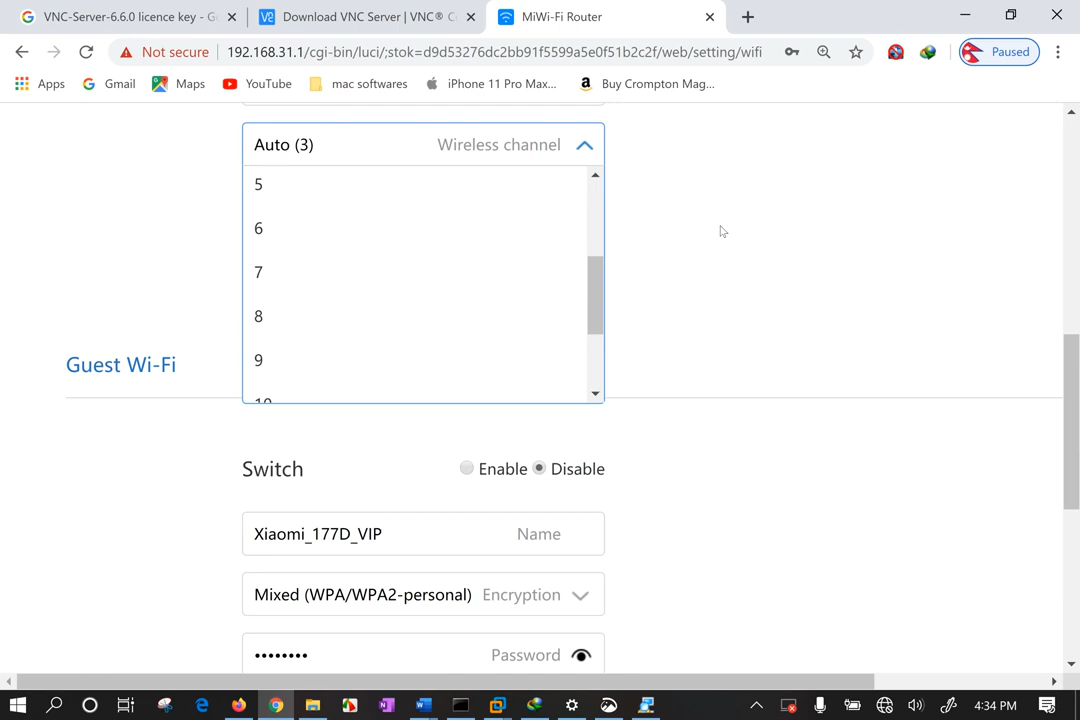 VNC-Server-6.6.0 licence key - G
Download VNC Server | VNC® C
MiWi-Fi Router
Not secure
192.168.31.1/cgi-bin/luci/;stok=d9d53276dc2bb91f5599a5e0f51b2c2f/web/setting/wifi
Paused
Apps
Gmail
Maps
YouTube
mac softwares
iPhone 11 Pro Max...
Buy Crompton Mag...
Auto (3)
Wireless channel
5
6
7
8
9
10
Guest Wi-Fi
Switch
Enable
Disable
Xiaomi_177D_VIP
Name
Mixed (WPA/WPA2-personal)
Encryption
••••••••
Password
4:34 PM